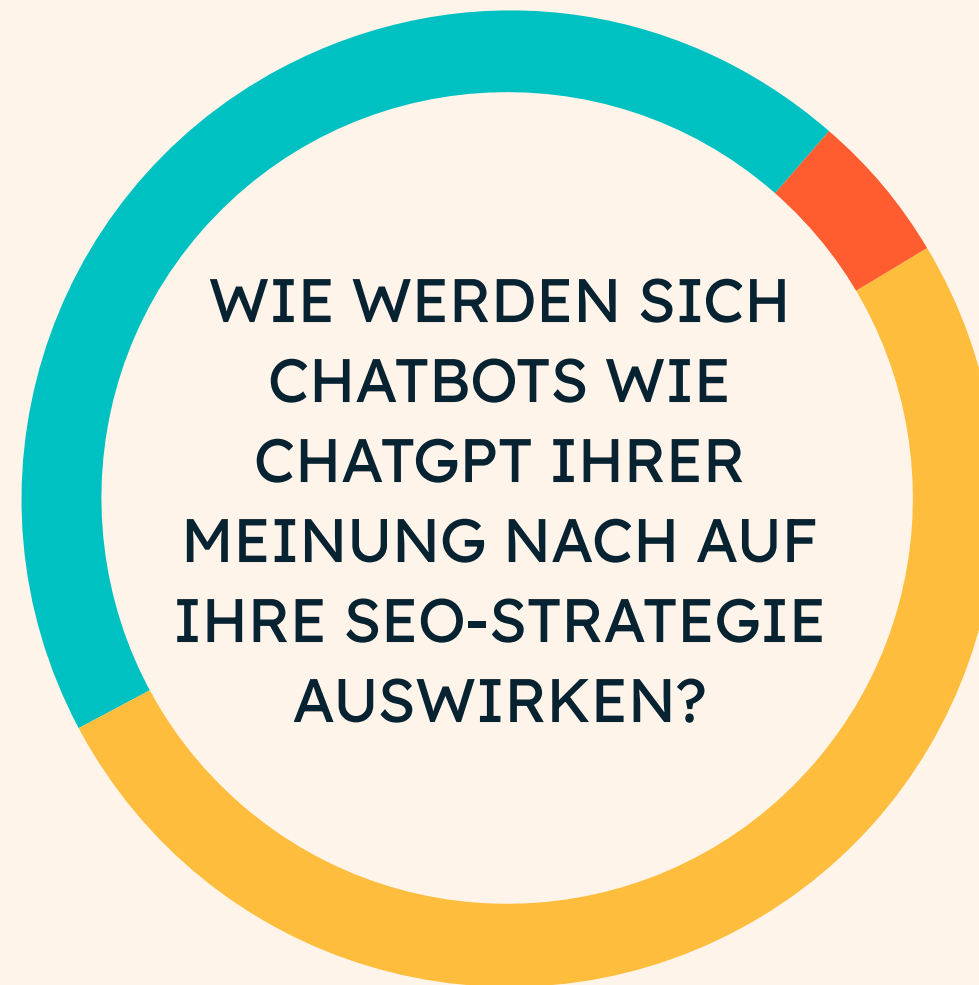 WIE WERDEN SICH
CHATBOTS WIE
CHATGPT IHRER
MEINUNG NACH AUF
IHRE SEO-STRATEGIE
AUSWIRKEN?